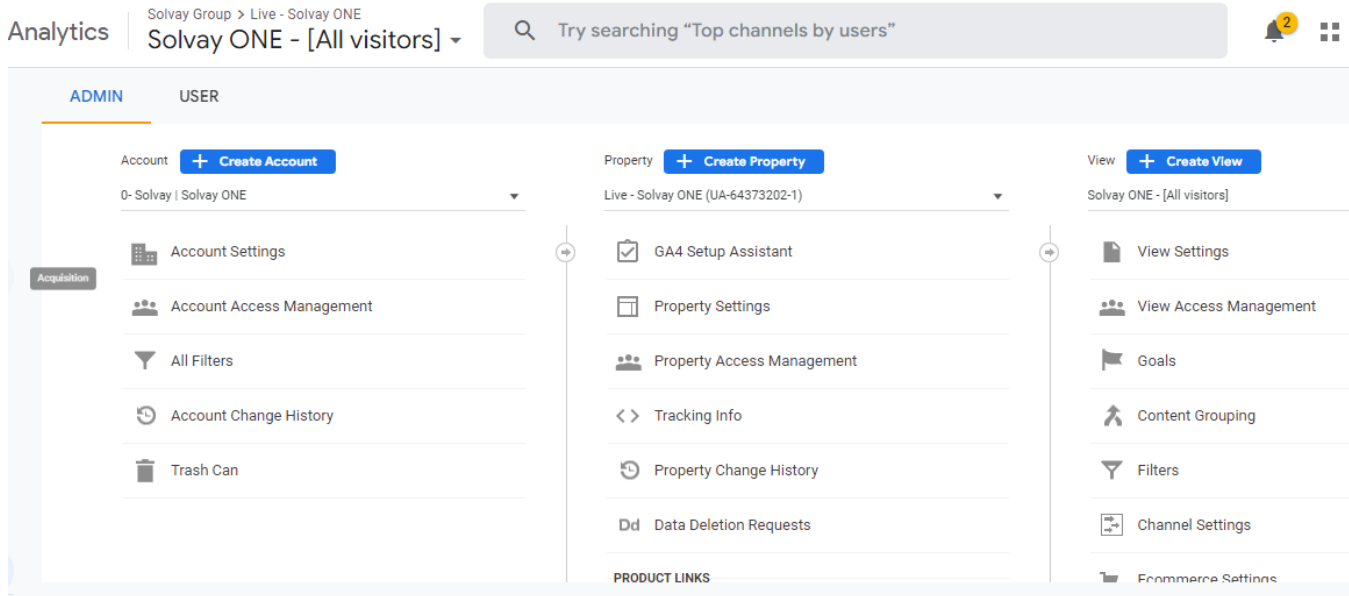 Analytics
Solvay Group > Live - Solvay ONE
Solvay ONE - [All visitors]
Try searching “Top channels by users”
2
ADMIN USER
Account + Create Account
0- Solvay | Solvay ONE
Account Settings
Account Access Management
All Filters
Account Change History
Trash Can
Acquisition
Property + Create Property
Live - Solvay ONE (UA-64373202-1)
GA4 Setup Assistant
Property Settings
Property Access Management
Tracking Info
Property Change History
Dd Data Deletion Requests
PRODUCT LINKS
View + Create View
Solvay ONE - [All visitors]
View Settings
View Access Management
Goals
Content Grouping
Filters
Channel Settings
Ecommerce Settings